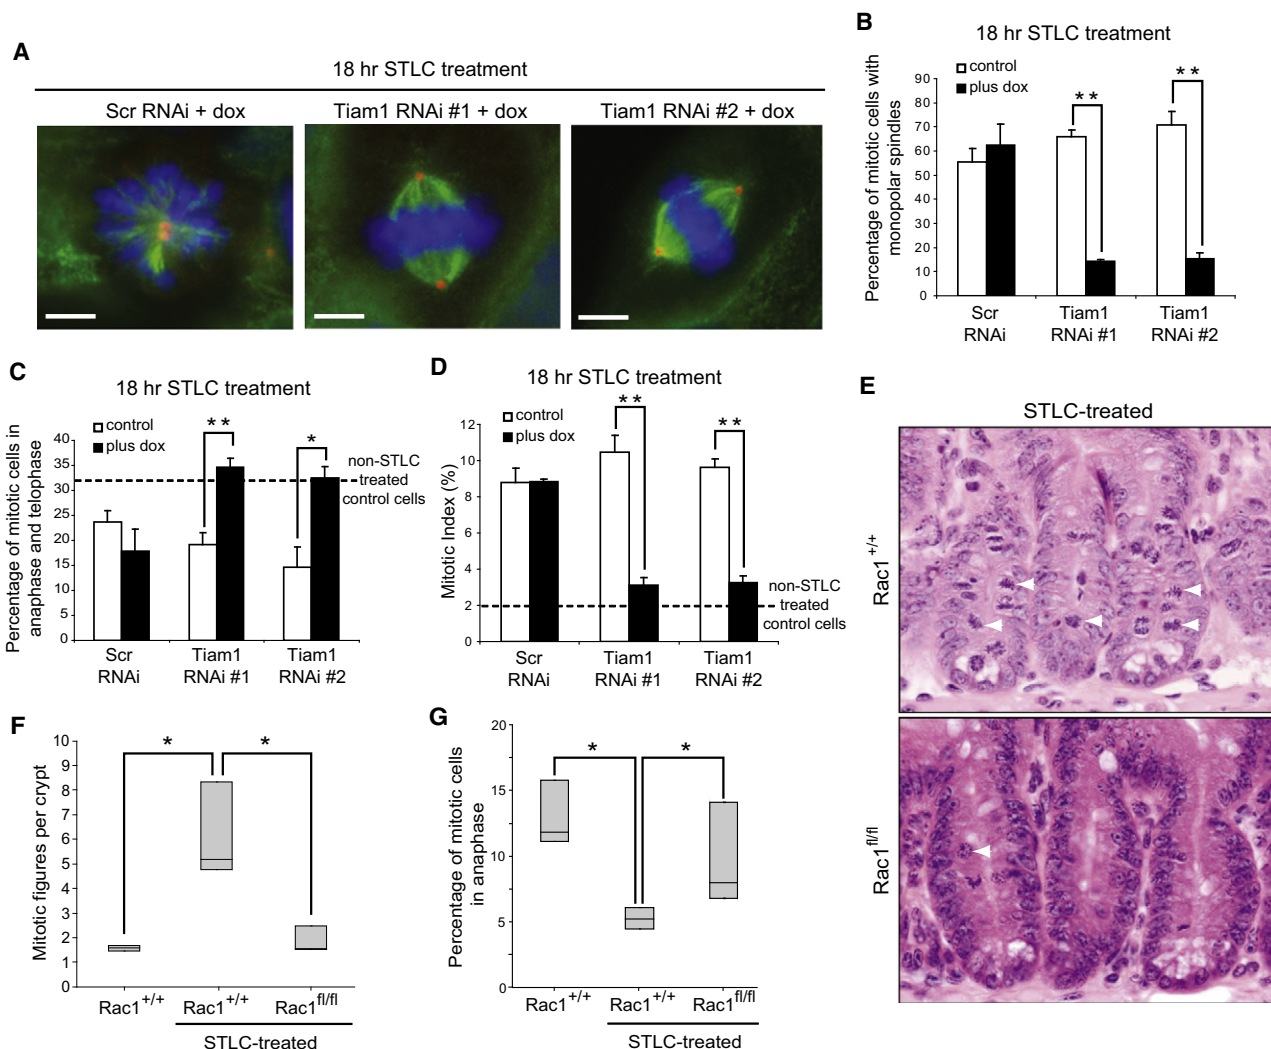 A
18 hr STLC treatment
Scr RNAi + dox
Tiam1 RNAi #1 + dox
Tiam1 RNAi #2 + dox
B
18 hr STLC treatment
control
plus dox
Percentage of mitotic cells with
monopolar spindles
90
80
70
60
50
40
30
20
10
0
* *
* *
Scr
RNAi
Tiam1
RNAi #1
Tiam1
RNAi #2
C
18 hr STLC treatment
control
plus dox
Percentage of mitotic cells in
anaphase and telophase
40
35
30
25
20
15
10
5
0
* *
*
non-STLC
treated
control cells
Scr
RNAi
Tiam1
RNAi #1
Tiam1
RNAi #2
D
18 hr STLC treatment
control
plus dox
Mitotic Index (%)
12
10
8
6
4
2
0
* *
* *
non-STLC
treated
control cells
Scr
RNAi
Tiam1
RNAi #1
Tiam1
RNAi #2
E
STLC-treated
Rac1+/+
Rac1fl/fl
F
Mitotic figures per crypt
10
9
8
7
6
5
4
3
2
1
0
*
*
Rac1+/+
Rac1+/+
Rac1fl/fl
STLC-treated
G
Percentage of mitotic cells
in anaphase
20
15
10
5
0
*
*
Rac1+/+
Rac1+/+
Rac1fl/fl
STLC-treated